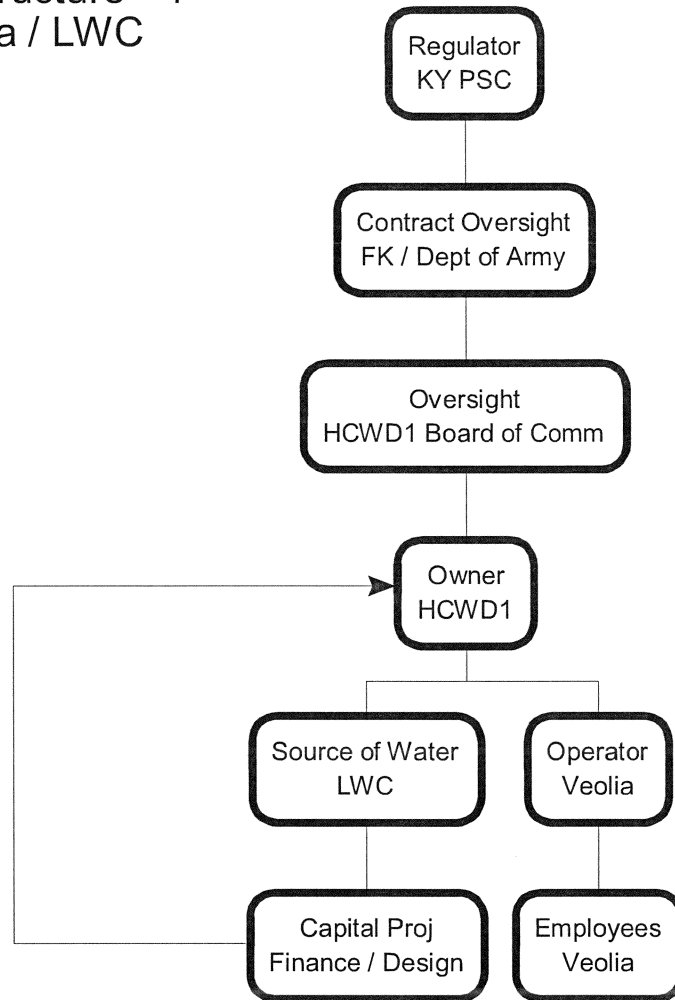 a / LWC
Regulator
KY PSC
Contract Oversight
FK / Dept of Army
Oversight
HCWD1 Board of Comm
Owner
HCWD1
Source of Water
LWC
Operator
Veolia
Capital Proj
Finance / Design
Employees
Veolia